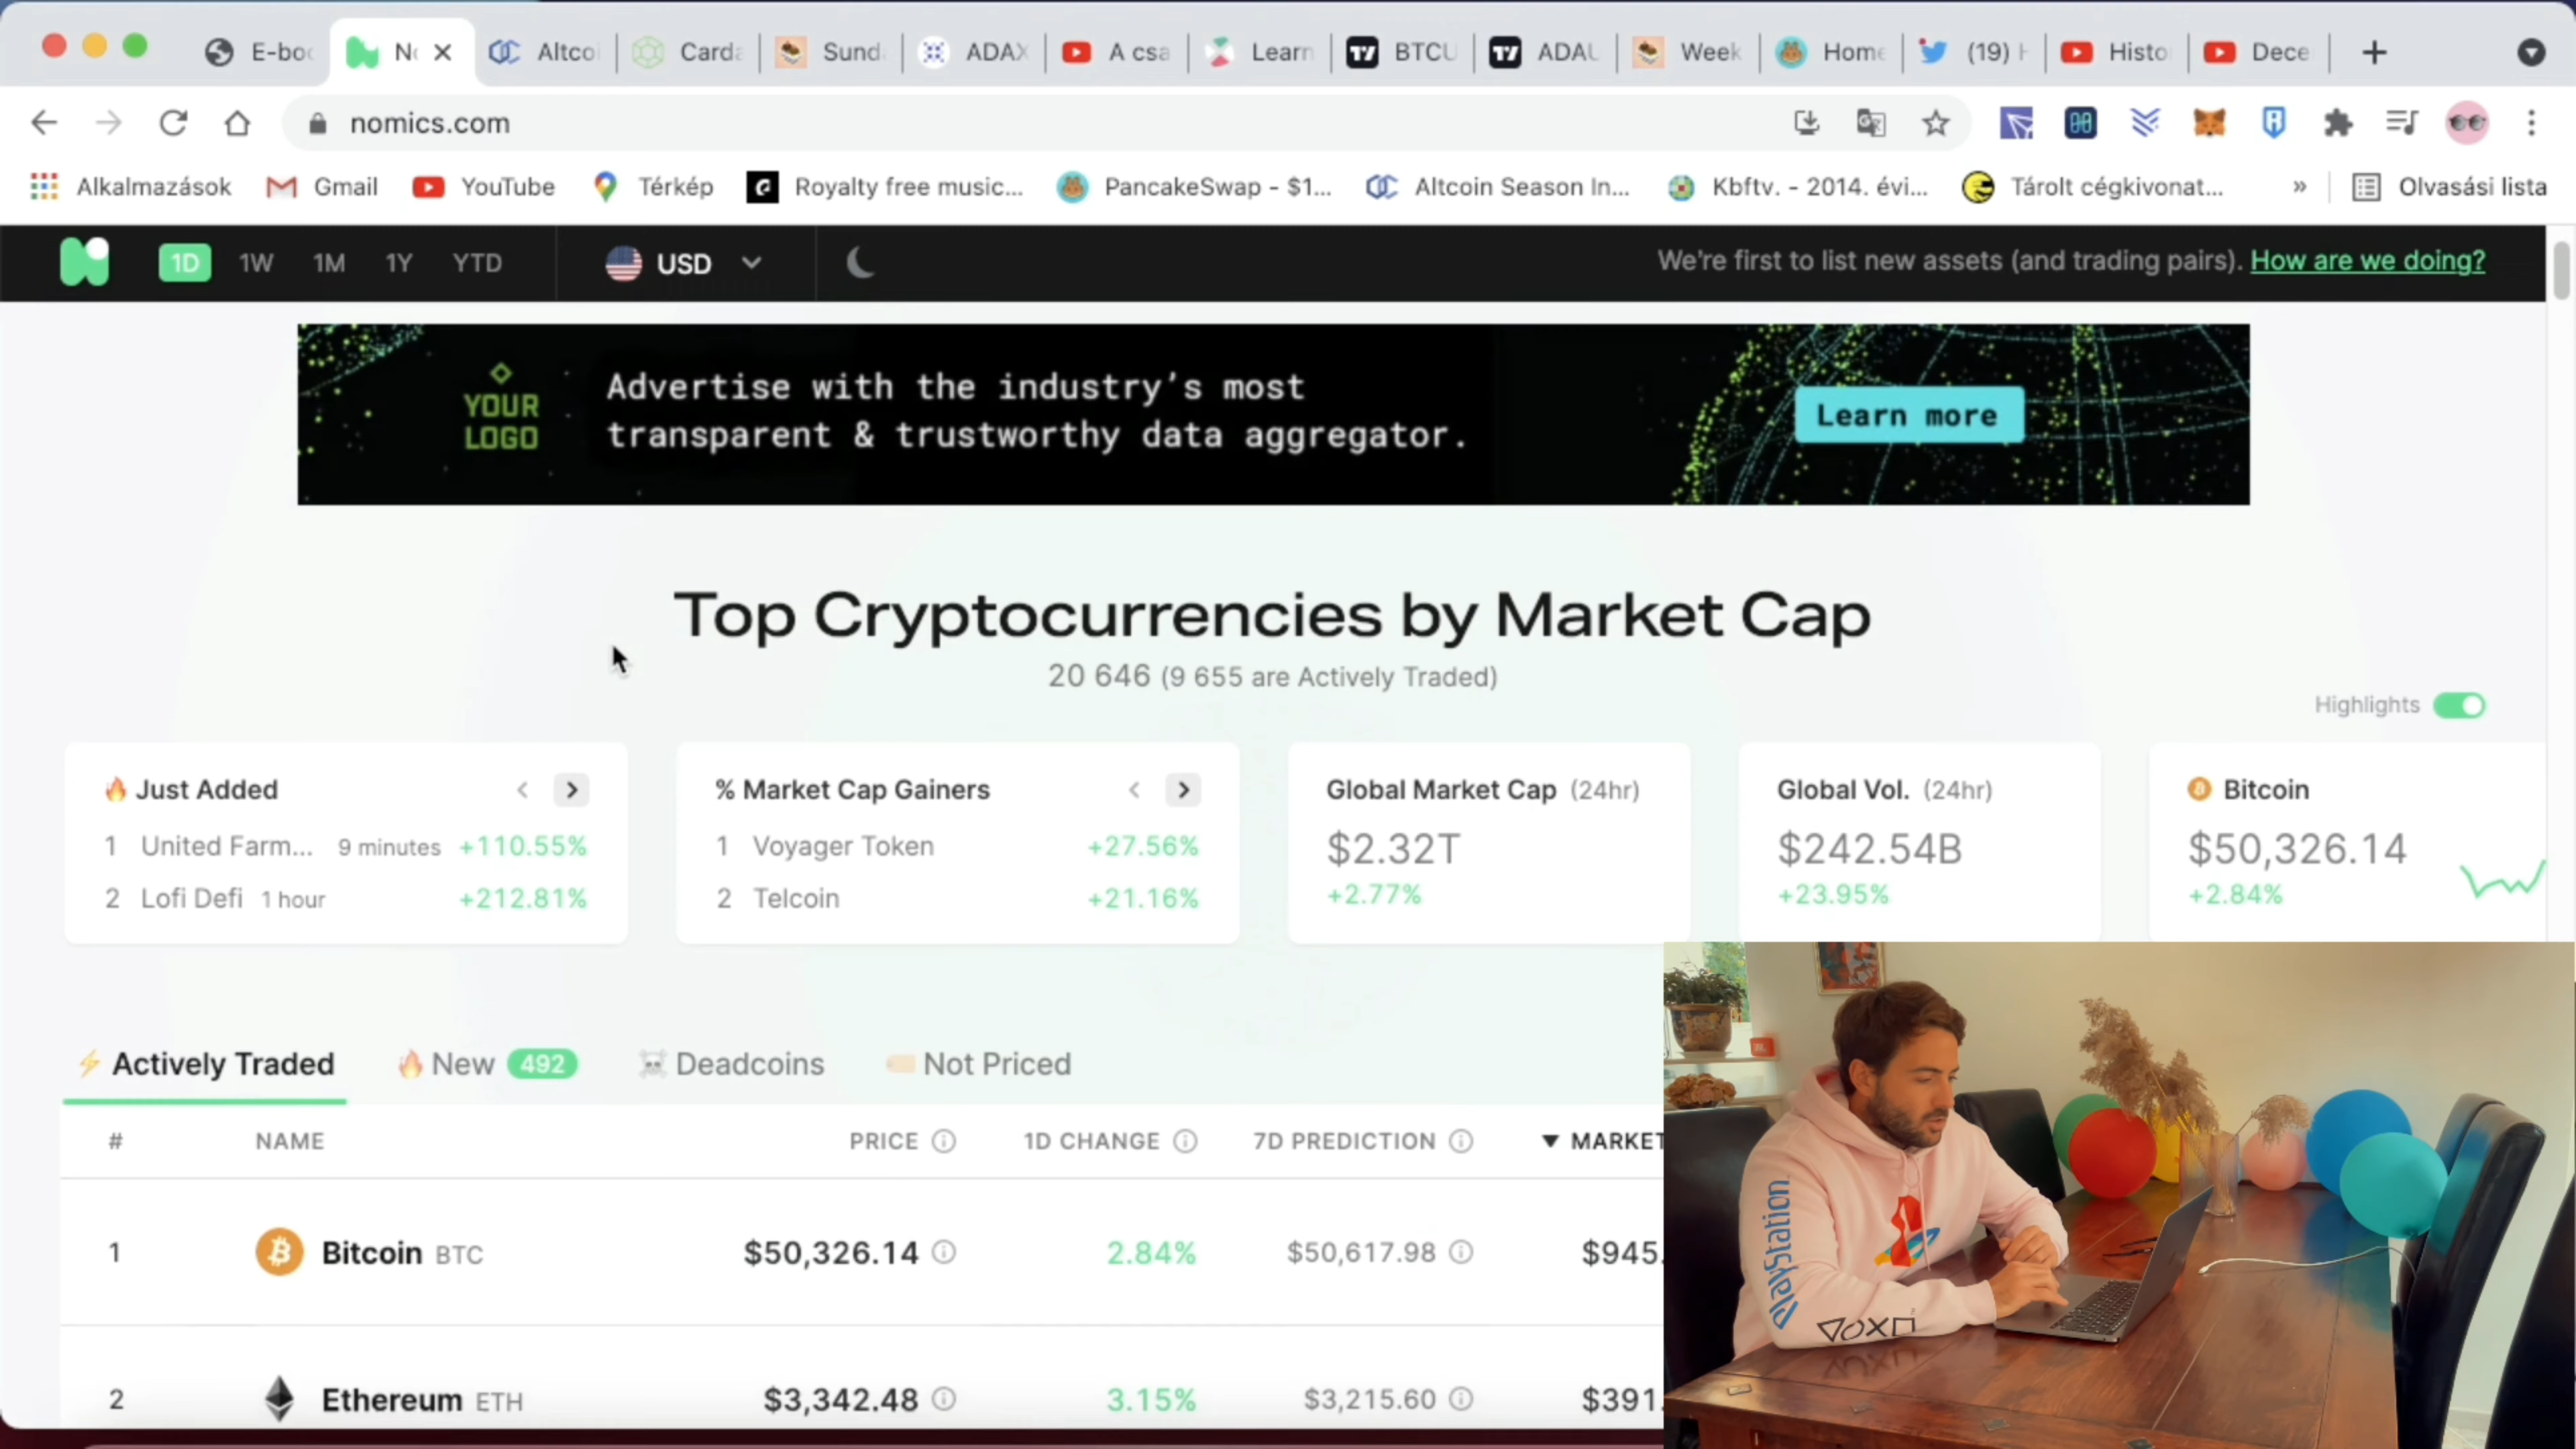 E-boo
No
Altcoi
Carda
Sund
ADAX
A csa
Learn
BTCU
ADAU
Week
Home
(19)
Histo
Dece
nomics.com
Alkalmazások
Gmail
YouTube
Térkép
Royalty free music...
PancakeSwap - $1...
Altcoin Season In...
Kbftv. - 2014. évi...
Tárolt cégkivonat...
»
Olvasási lista
1D 1W 1M 1Y YTD
USD
We're first to list new assets (and trading pairs). How are we doing?
YOUR
LOGO
Advertise with the industry's most
transparent & trustworthy data aggregator.
Learn more
Top Cryptocurrencies by Market Cap
20 646 (9 655 are Actively Traded)
Highlights
Just Added
1 United Farm... 9 minutes +110.55%
2 Lofi Defi 1 hour +212.81%
% Market Cap Gainers
1 Voyager Token +27.56%
2 Telcoin +21.16%
Global Market Cap (24hr)
$2.32T
+2.77%
Global Vol. (24hr)
$242.54B
+23.95%
Bitcoin
$50,326.14
+2.84%
Actively Traded
New 492
Deadcoins
Not Priced
# NAME PRICE 1D CHANGE 7D PREDICTION MARKET
1 Bitcoin BTC $50,326.14 2.84% $50,617.98 $945.
2 Ethereum ETH $3,342.48 3.15% $3,215.60 $391.
PlayStation